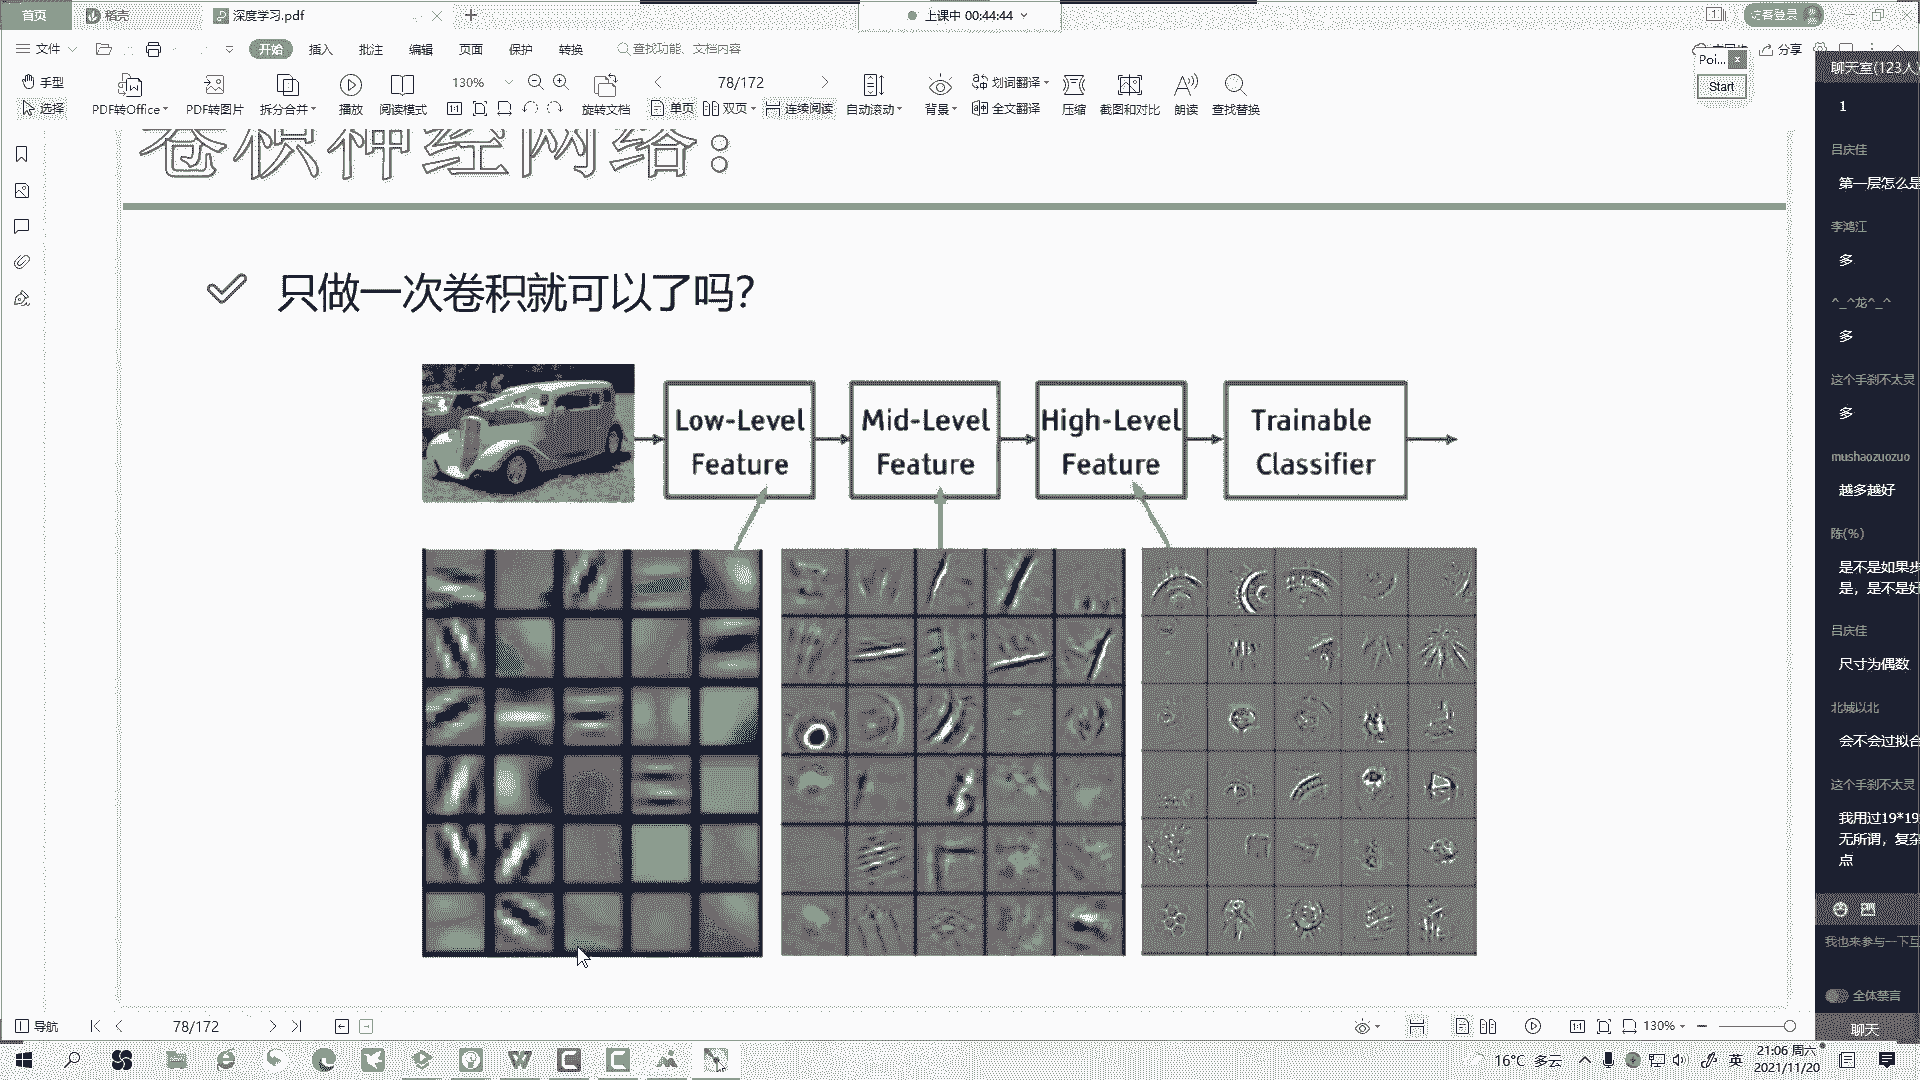 首页
稻壳
深度学习.pdf
上课中 00:44:44
访客登录
文件
开始
插入
批注
编辑
页面
保护
转换
查找功能、文档内容
分享
Poi...
Start
手型
选择
PDF转Office
PDF转图片
拆分合并
播放
阅读模式
130%
旋转文档
78/172
单页
双页
连续阅读
自动滚动
背景
划词翻译
全文翻译
压缩
截图和对比
朗读
查找替换
卷积神经网络：
只做一次卷积就可以了吗？
Low-Level
Feature
Mid-Level
Feature
High-Level
Feature
Trainable
Classifier
聊天室(123人
1
吕庆佳
第一层怎么是
李鸿江
多
^_^龙^_^
多
这个手刹不太灵
多
mushaozuozuo
越多越好
陈(%)
是不是如果步
是，是不是好
吕庆佳
尺寸为偶数
北城以北
会不会过拟合
这个手刹不太灵
我用过19*19
无所谓，复杂
点
我也来参与一下互
全体禁言
聊天
导航
78/172
130%
16°C 多云
英
21:06 周六
2021/11/20